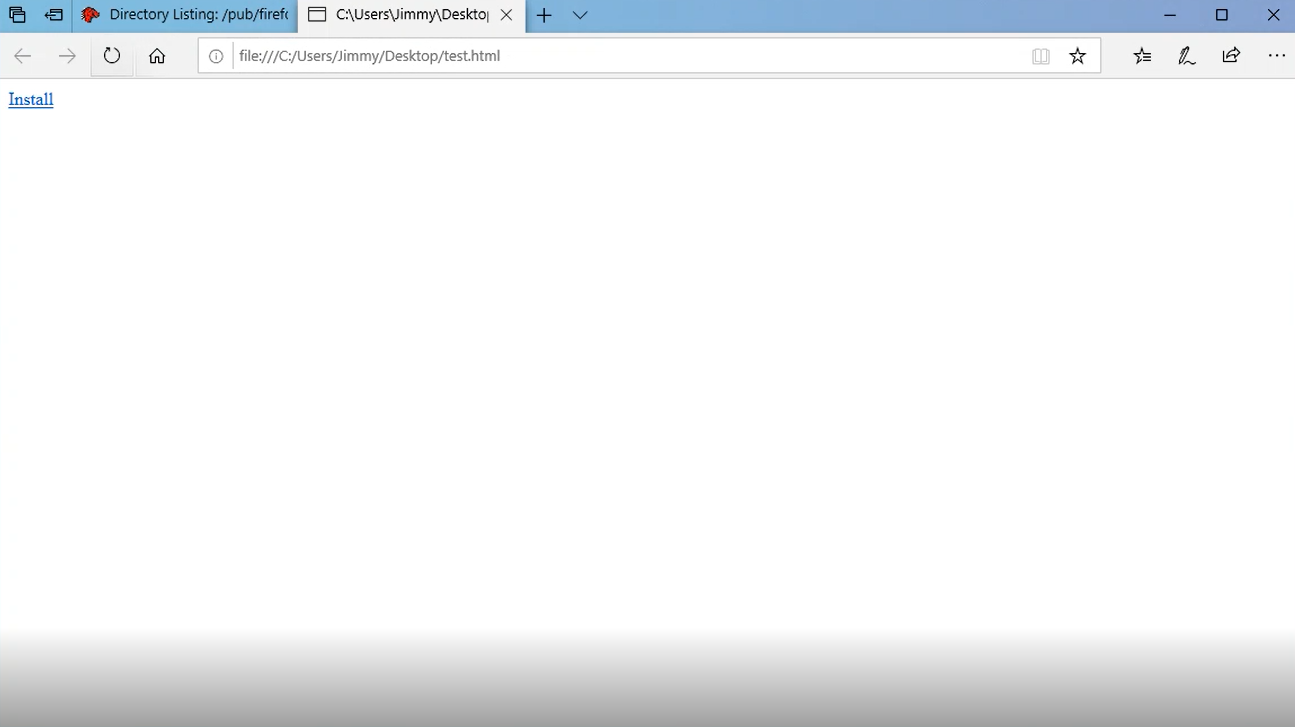 Directory Listing: /pub/firef
C:\Users\Jimmy\Deskto
file:///C:/Users/Jimmy/Desktop/test.html
Install